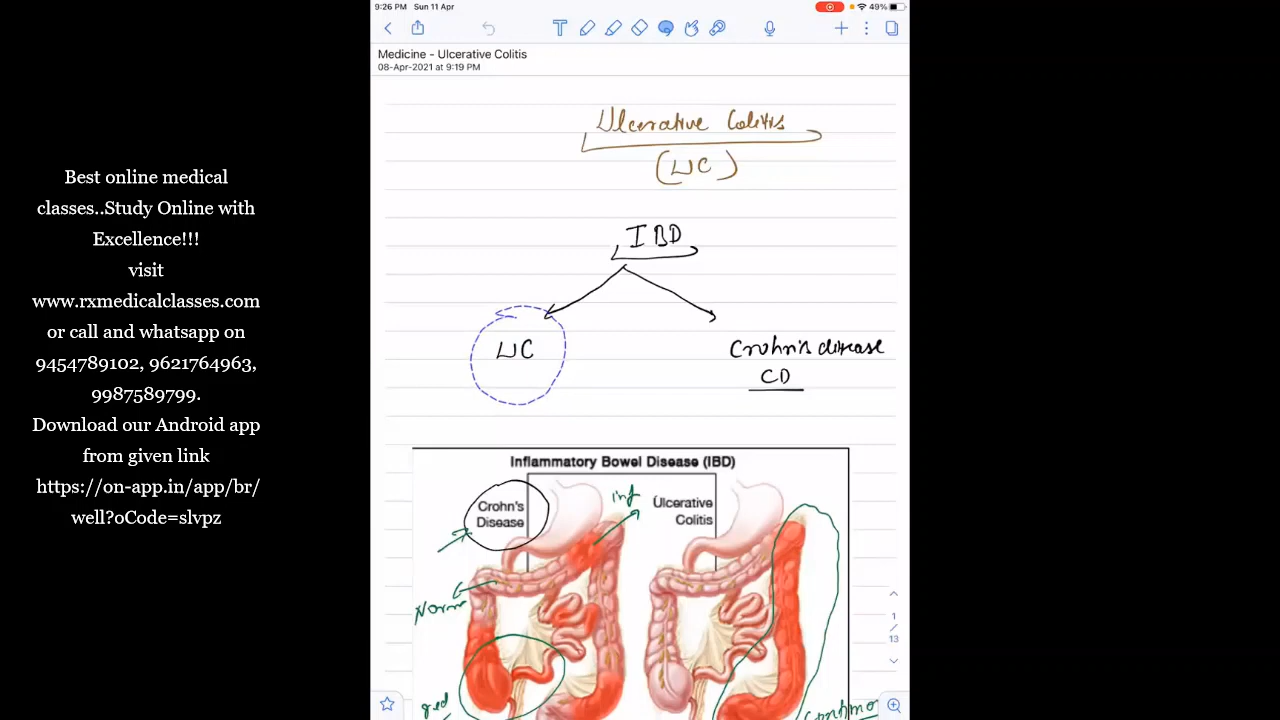 9:26 PM Sun 11 Apr
49%
Medicine - Ulcerative Colitis
08-Apr-2021 at 9:19 PM
Ulcerative Colitis
(UC)
IBD
UC
Crohn's disease
CD
Inflammatory Bowel Disease (IBD)
Crohn's
Disease
inf
Ulcerative
Colitis
Norm
1
/
13
Best online medical
classes..Study Online with
Excellence!!!
visit
www.rxmedicalclasses.com
or call and whatsapp on
9454789102, 9621764963,
9987589799.
Download our Android app
from given link
https://on-app.in/app/br/
well?oCode=slvpz